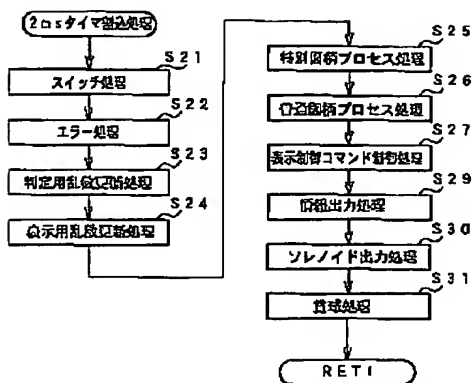 2msタイマ割込処理
S21
スイッチ処理
S22
エラー処理
S23
判定用乱数更新処理
S24
表示用乱数更新処理
S25
特別図柄プロセス処理
S26
普通図柄プロセス処理
S27
表示制御コマンド制御処理
S29
情報出力処理
S30
ソレノイド出力処理
S31
賞球処理
RETI